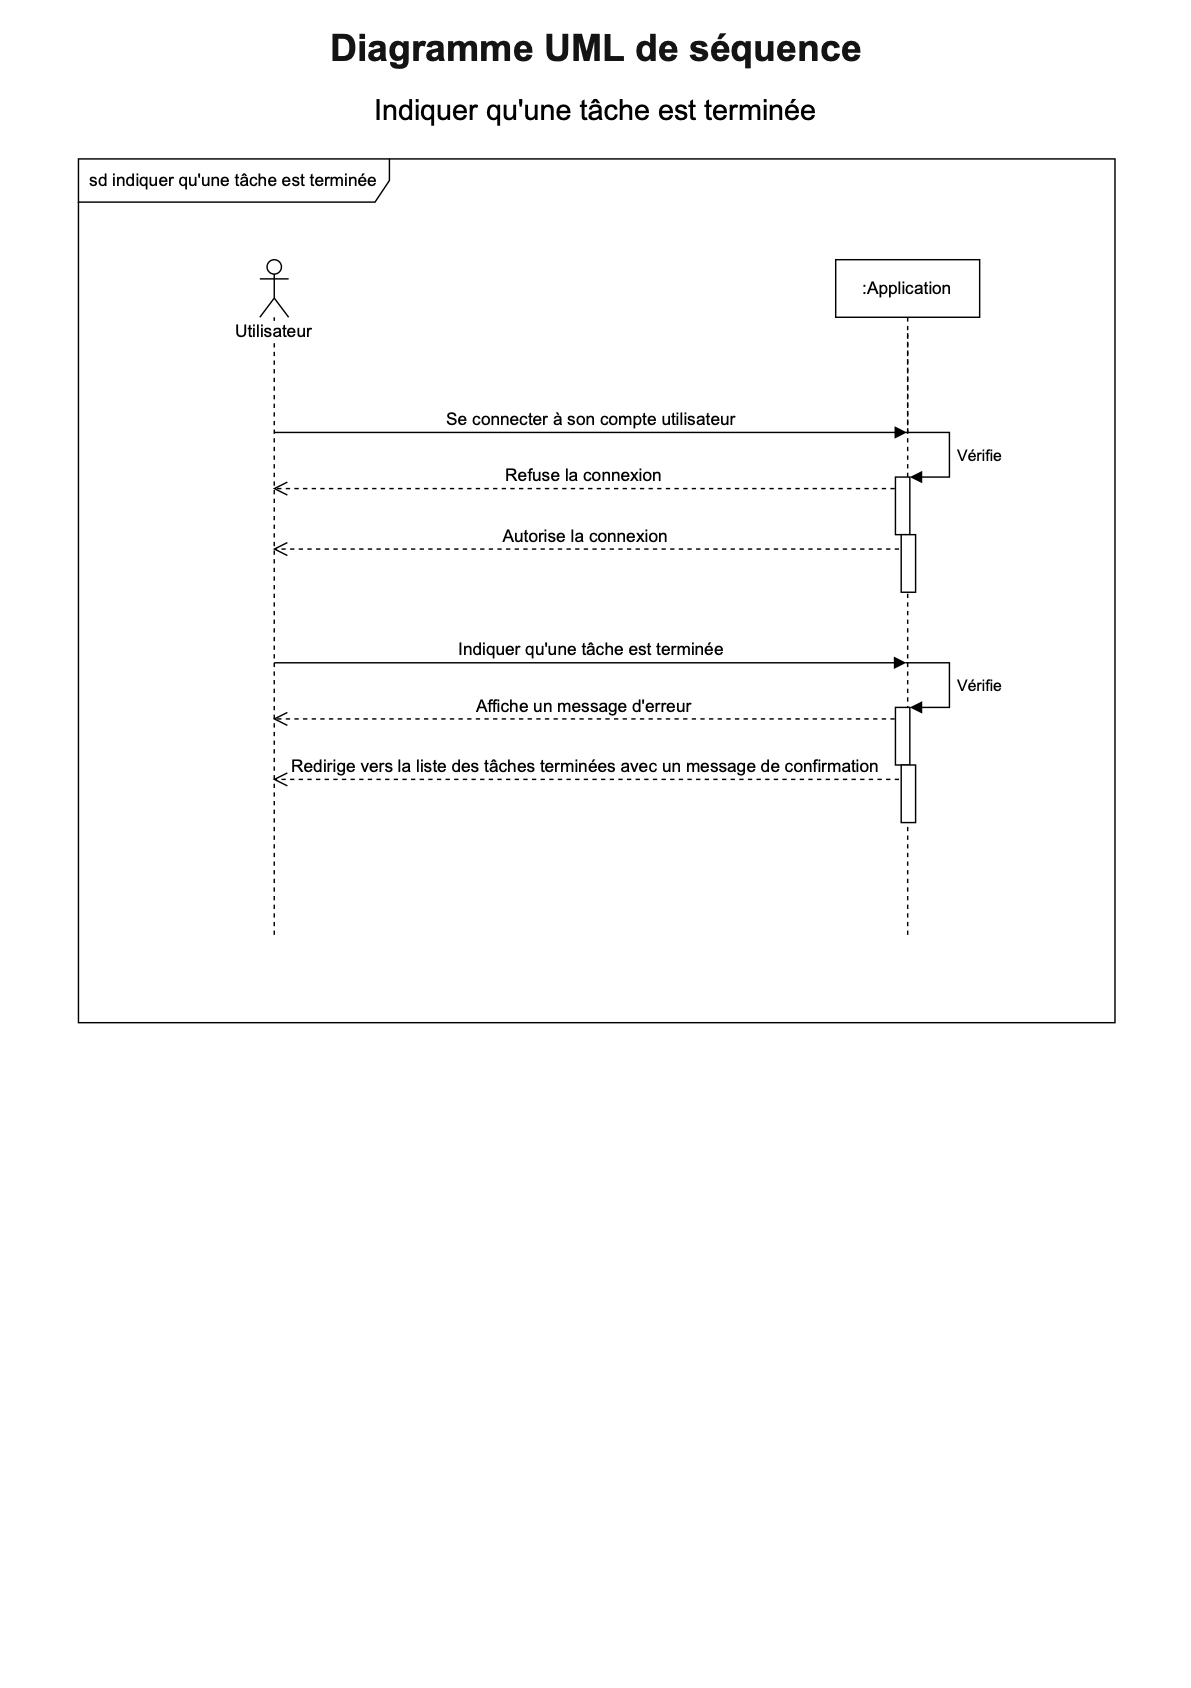 Diagramme UML de séquence
Indiquer qu'une tâche est terminée
sd indiquer qu'une tâche est terminée
:Application
Utilisateur
Se connecter à son compte utilisateur
Vérifie
Refuse la connexion
Autorise la connexion
Indiquer qu'une tâche est terminée
Vérifie
Affiche un message d'erreur
Redirige vers la liste des tâches terminées avec un message de confirmation